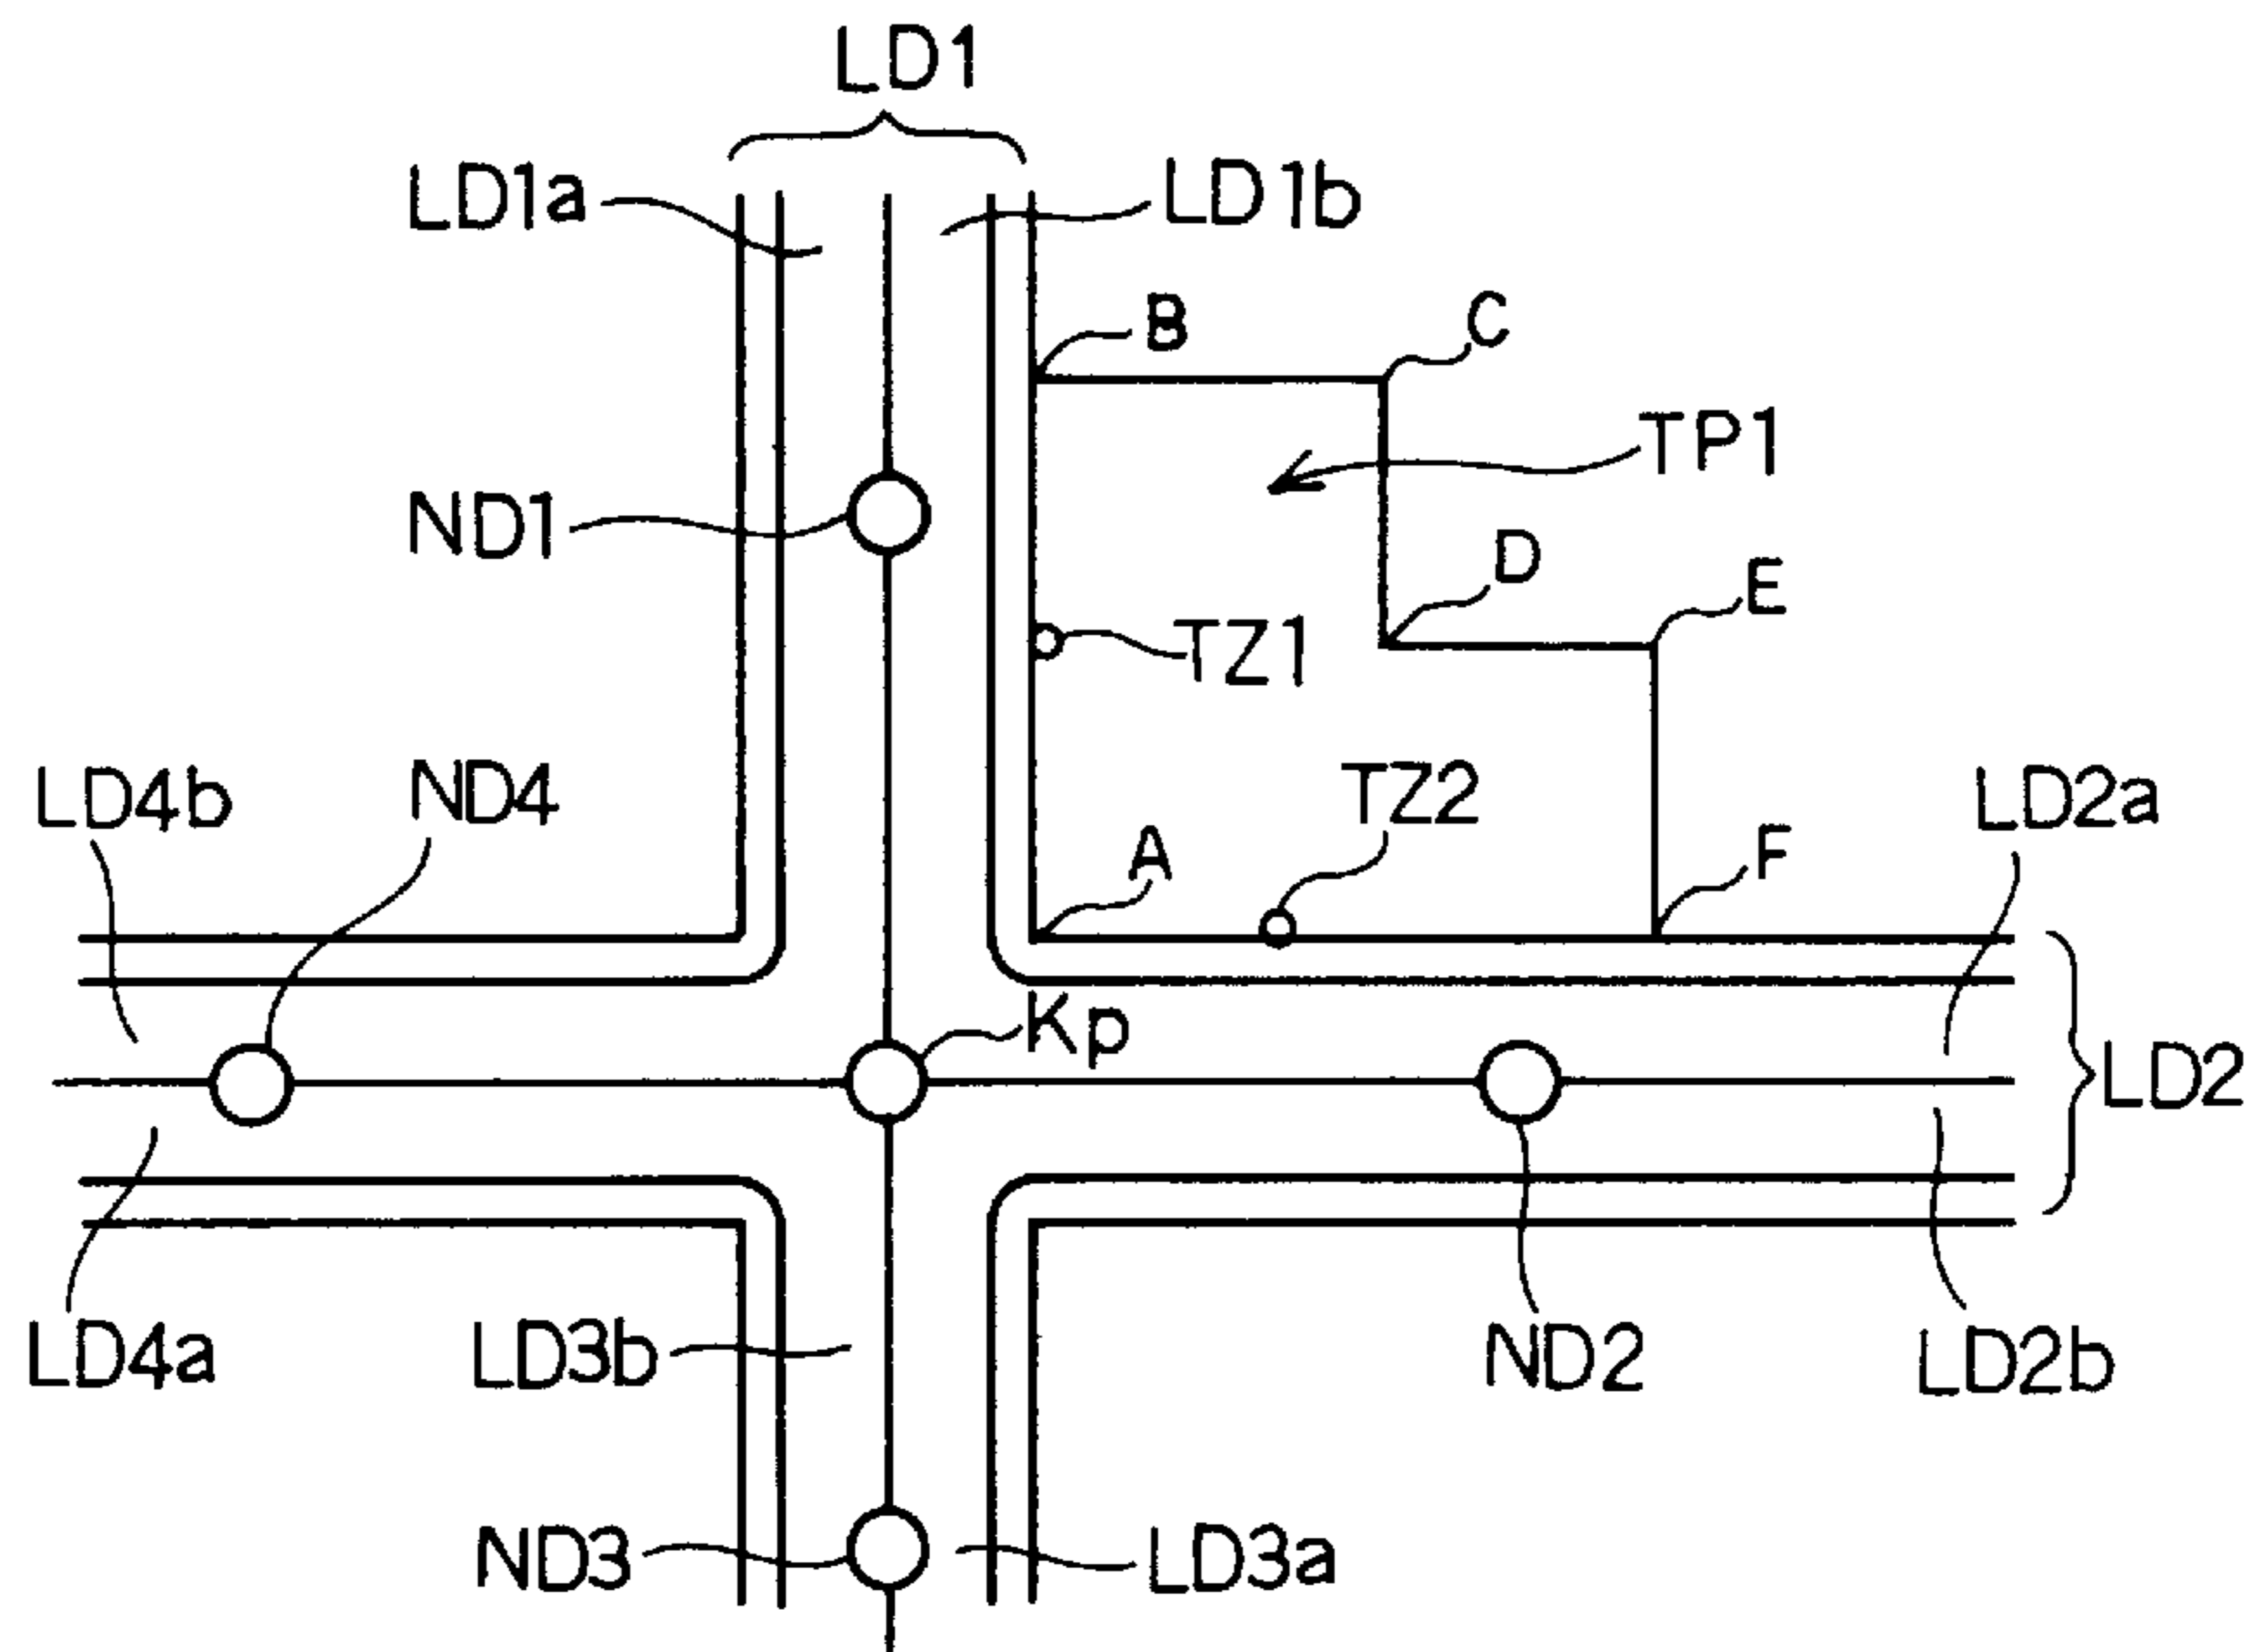 LD1
LD1a
LD1b
B
C
TP1
ND1
D
E
TZ1
LD4b
ND4
TZ2
LD2a
A
F
Kp
LD2
LD4a
LD3b
ND2
LD2b
ND3
LD3a